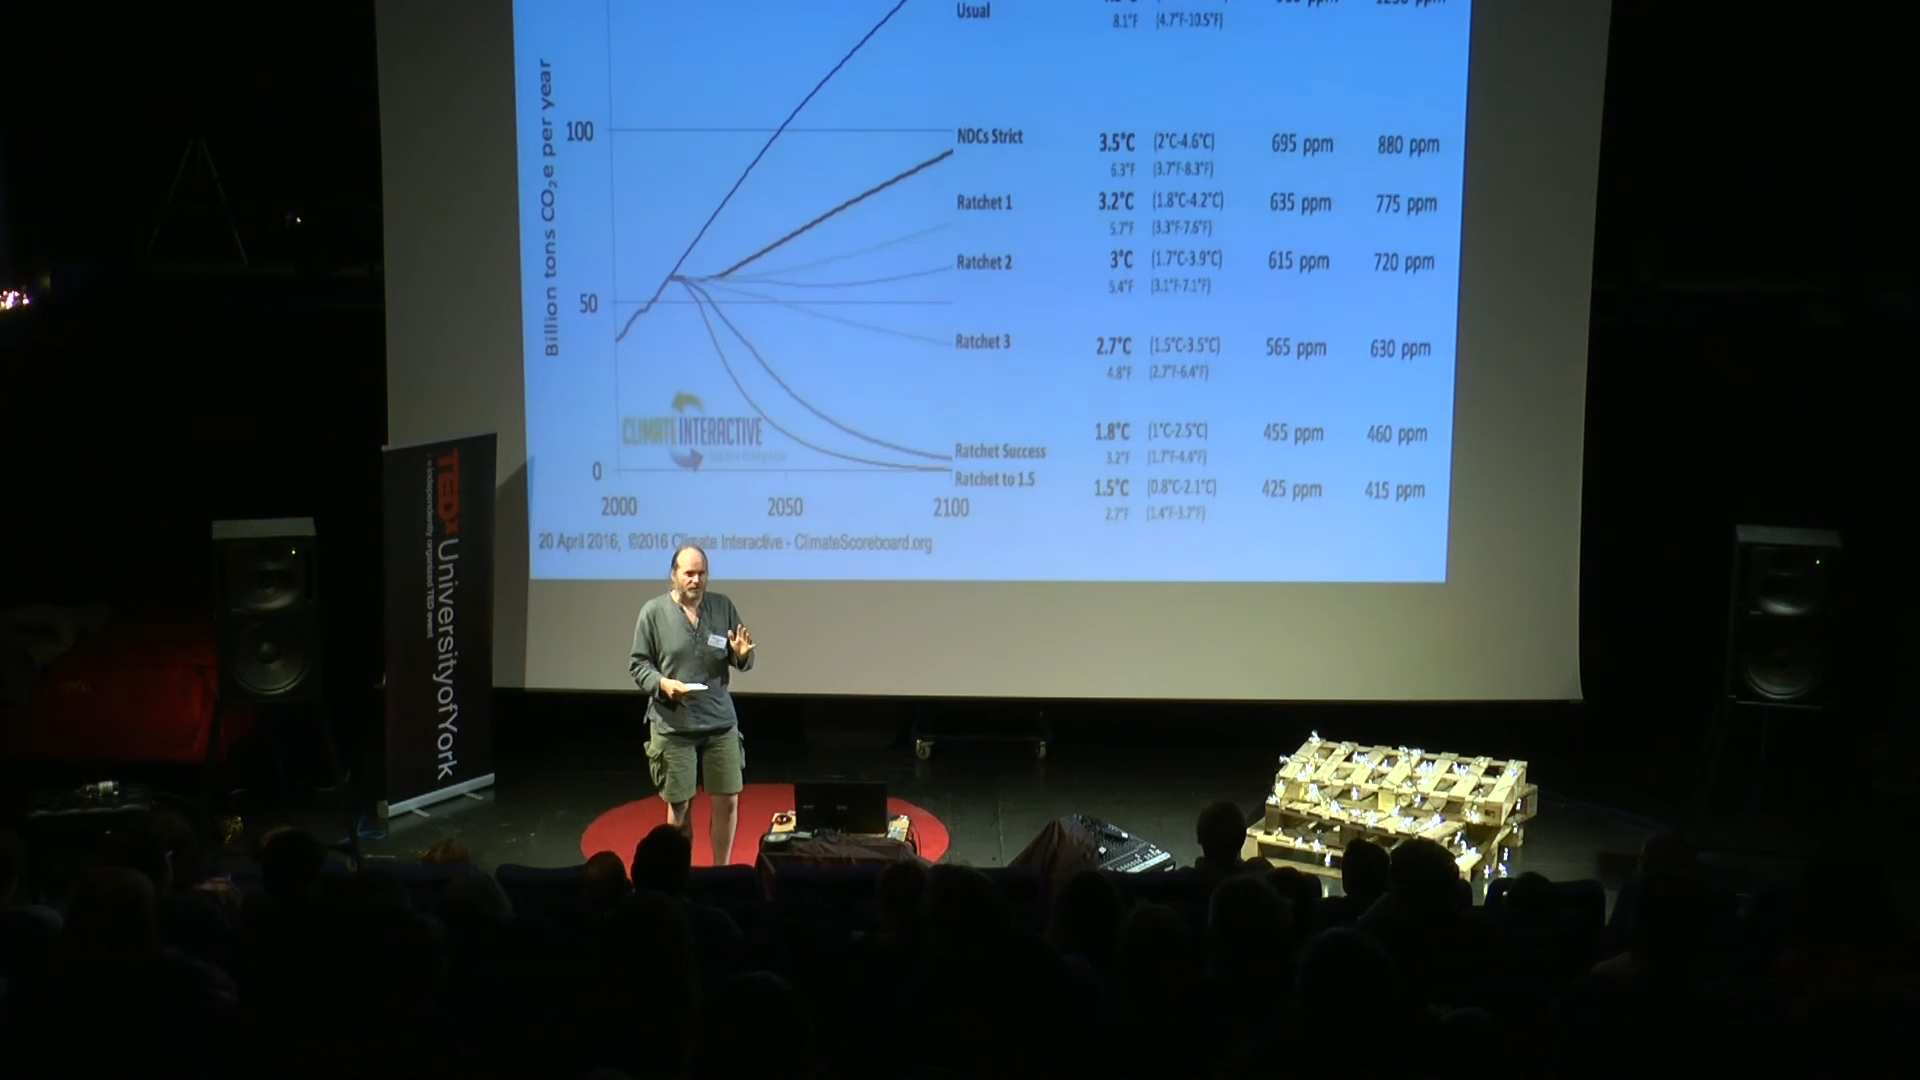 Usual
8.1°F (4.7°F-10.5°F)
Billion tons CO₂e per year
100
50
0
2000 2050 2100
NDCs Strict 3.5°C (2°C-4.6°C) 695 ppm 880 ppm
6.3°F (3.7°F-8.3°F)
Ratchet 1 3.2°C (1.8°C-4.2°C) 635 ppm 775 ppm
5.7°F (3.3°F-7.6°F)
Ratchet 2 3°C (1.7°C-3.9°C) 615 ppm 720 ppm
5.4°F (3.1°F-7.1°F)
Ratchet 3 2.7°C (1.5°C-3.5°C) 565 ppm 630 ppm
4.8°F (2.7°F-6.4°F)
Ratchet Success 1.8°C (1°C-2.5°C) 455 ppm 460 ppm
3.2°F (1.7°F-4.4°F)
Ratchet to 1.5 1.5°C (0.8°C-2.1°C) 425 ppm 415 ppm
2.7°F (1.4°F-3.7°F)
CLIMATE INTERACTIVE
20 April 2016, ©2016 Climate Interactive - ClimateScoreboard.org
TEDxUniversityofYork
x = independently organized TED event